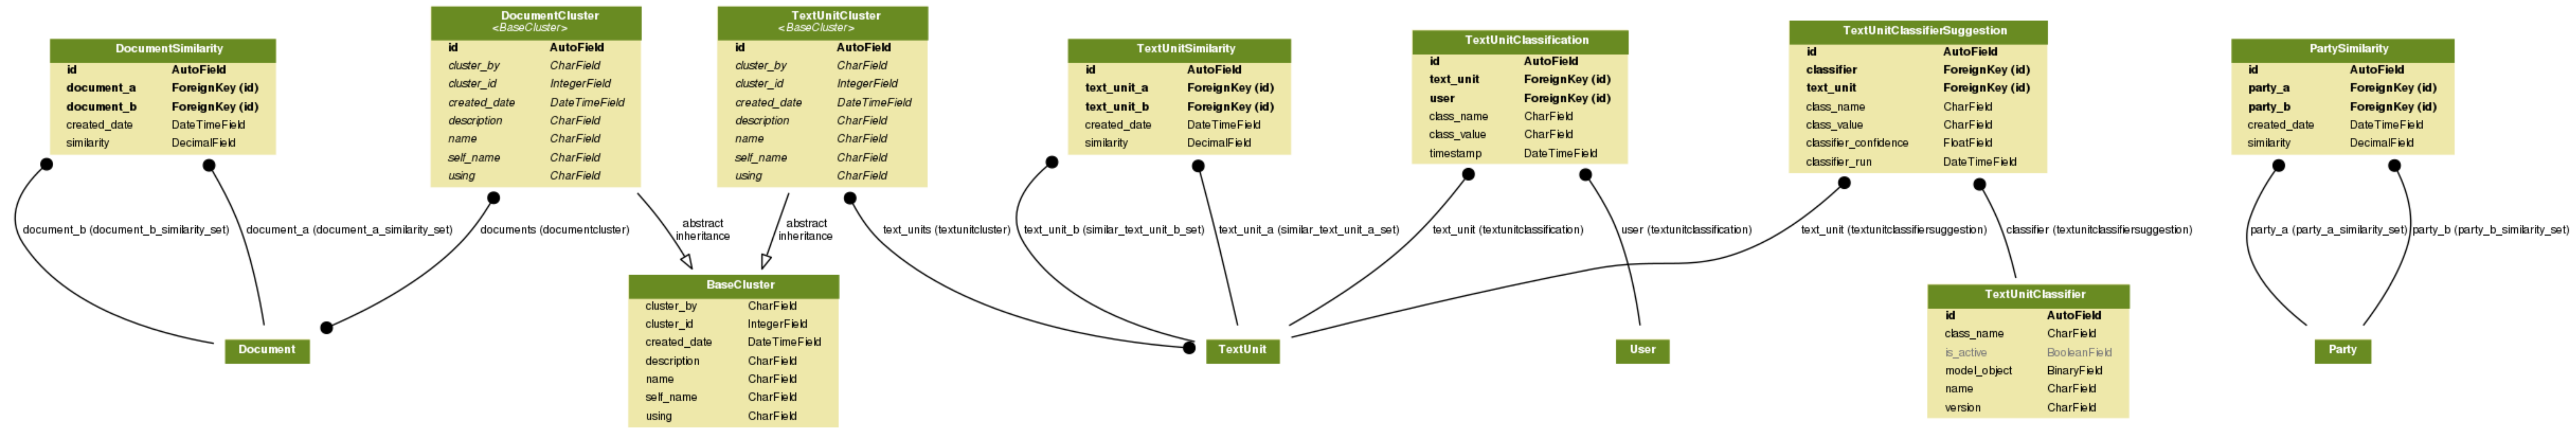 DocumentSimilarity
id AutoField
document_a ForeignKey (id)
document_b ForeignKey (id)
created_date DateTimeField
similarity DecimalField
DocumentCluster
<BaseCluster>
id AutoField
cluster_by CharField
cluster_id IntegerField
created_date DateTimeField
description CharField
name CharField
self_name CharField
using CharField
TextUnitCluster
<BaseCluster>
id AutoField
cluster_by CharField
cluster_id IntegerField
created_date DateTimeField
description CharField
name CharField
self_name CharField
using CharField
TextUnitSimilarity
id AutoField
text_unit_a ForeignKey (id)
text_unit_b ForeignKey (id)
created_date DateTimeField
similarity DecimalField
TextUnitClassification
id AutoField
text_unit ForeignKey (id)
user ForeignKey (id)
class_name CharField
class_value CharField
timestamp DateTimeField
TextUnitClassifierSuggestion
id AutoField
classifier ForeignKey (id)
text_unit ForeignKey (id)
class_name CharField
class_value CharField
classifier_confidence FloatField
classifier_run DateTimeField
PartySimilarity
id AutoField
party_a ForeignKey (id)
party_b ForeignKey (id)
created_date DateTimeField
similarity DecimalField
document_b (document_b_similarity_set)
document_a (document_a_similarity_set)
documents (documentcluster)
abstract
inheritance
abstract
inheritance
text_units (textunitcluster)
text_unit_b (similar_text_unit_b_set)
text_unit_a (similar_text_unit_a_set)
text_unit (textunitclassification)
user (textunitclassification)
text_unit (textunitclassifiersuggestion)
classifier (textunitclassifiersuggestion)
party_a (party_a_similarity_set)
party_b (party_b_similarity_set)
Document
BaseCluster
cluster_by CharField
cluster_id IntegerField
created_date DateTimeField
description CharField
name CharField
self_name CharField
using CharField
TextUnit
User
TextUnitClassifier
id AutoField
class_name CharField
is_active BooleanField
model_object BinaryField
name CharField
version CharField
Party